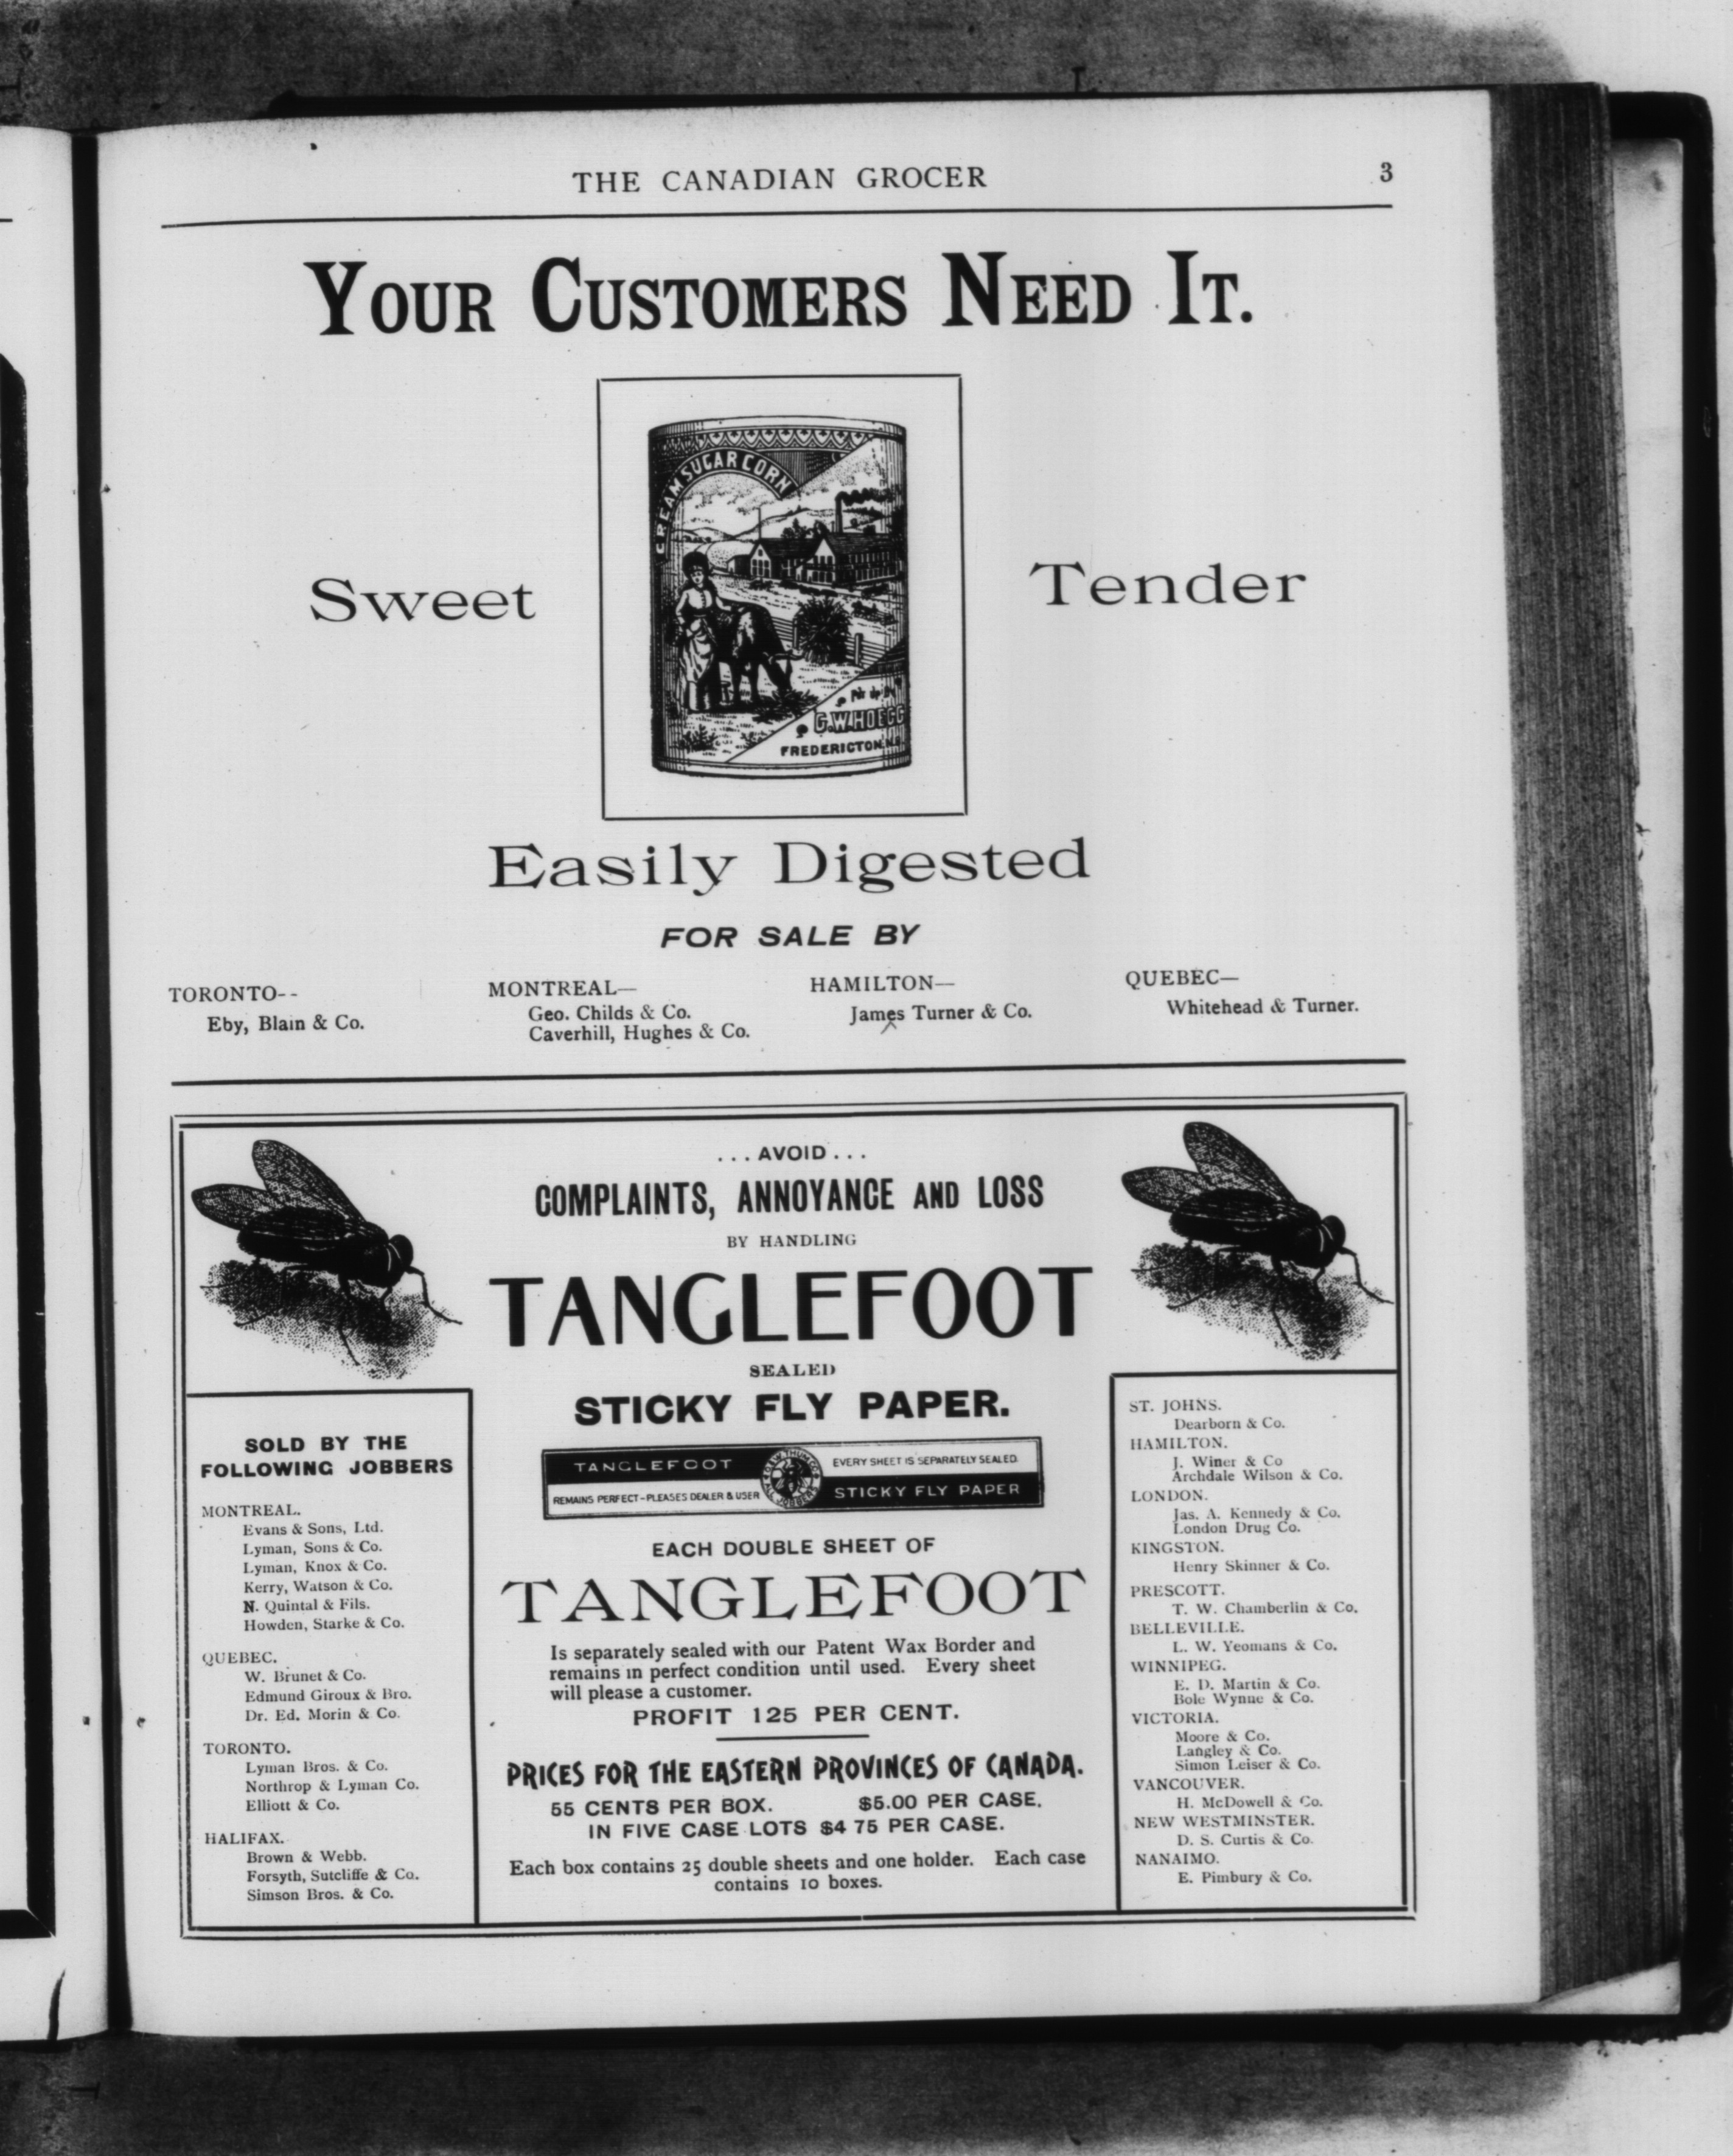 THE CANADIAN GROCER 3
YOUR CUSTOMERS NEED IT.
CREAM SUGAR CORN
Put up by
G.W.HOEGG
FREDERICTON.N.B.
Sweet
Tender
Easily Digested
FOR SALE BY
TORONTO--
Eby, Blain & Co.
MONTREAL—
Geo. Childs & Co.
Caverhill, Hughes & Co.
HAMILTON—
James Turner & Co.
QUEBEC—
Whitehead & Turner.
...AVOID...
COMPLAINTS, ANNOYANCE AND LOSS
BY HANDLING
TANGLEFOOT
SEALED
STICKY FLY PAPER.
TANGLEFOOT
REMAINS PERFECT-PLEASES DEALER & USER
O.& W. THUM CO.
ALL JOBBERS
EVERY SHEET IS SEPARATELY SEALED.
STICKY FLY PAPER
EACH DOUBLE SHEET OF
TANGLEFOOT
Is separately sealed with our Patent Wax Border and
remains in perfect condition until used. Every sheet
will please a customer.
PROFIT 125 PER CENT.
PRICES FOR THE EASTERN PROVINCES OF CANADA.
55 CENTS PER BOX. $5.00 PER CASE.
IN FIVE CASE LOTS $4 75 PER CASE.
Each box contains 25 double sheets and one holder. Each case
contains 10 boxes.
SOLD BY THE
FOLLOWING JOBBERS
MONTREAL.
Evans & Sons, Ltd.
Lyman, Sons & Co.
Lyman, Knox & Co.
Kerry, Watson & Co.
N. Quintal & Fils.
Howden, Starke & Co.
QUEBEC.
W. Brunet & Co.
Edmund Giroux & Bro.
Dr. Ed. Morin & Co.
TORONTO.
Lyman Bros. & Co.
Northrop & Lyman Co.
Elliott & Co.
HALIFAX.
Brown & Webb.
Forsyth, Sutcliffe & Co.
Simson Bros. & Co.
ST. JOHNS.
Dearborn & Co.
HAMILTON.
J. Winer & Co
Archdale Wilson & Co.
LONDON.
Jas. A. Kennedy & Co.
London Drug Co.
KINGSTON.
Henry Skinner & Co.
PRESCOTT.
T. W. Chamberlin & Co.
BELLEVILLE.
L. W. Yeomans & Co.
WINNIPEG.
E. D. Martin & Co.
Bole Wynne & Co.
VICTORIA.
Moore & Co.
Langley & Co.
Simon Leiser & Co.
VANCOUVER.
H. McDowell & Co.
NEW WESTMINSTER.
D. S. Curtis & Co.
NANAIMO.
E. Pimbury & Co.